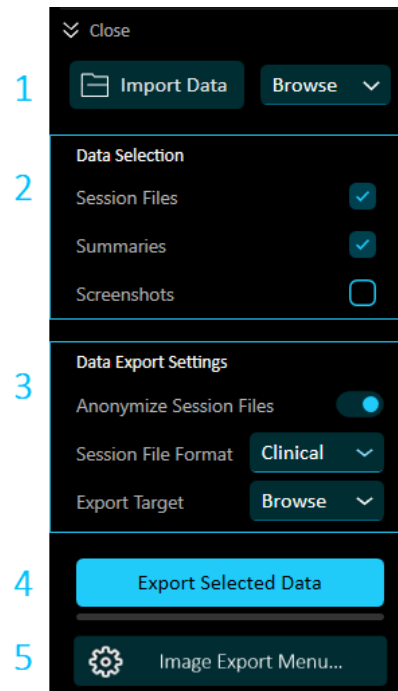 Close
1 Import Data Browse
2 Data Selection
Session Files
Summaries
Screenshots
3 Data Export Settings
Anonymize Session Files
Session File Format Clinical
Export Target Browse
4 Export Selected Data
5 Image Export Menu...